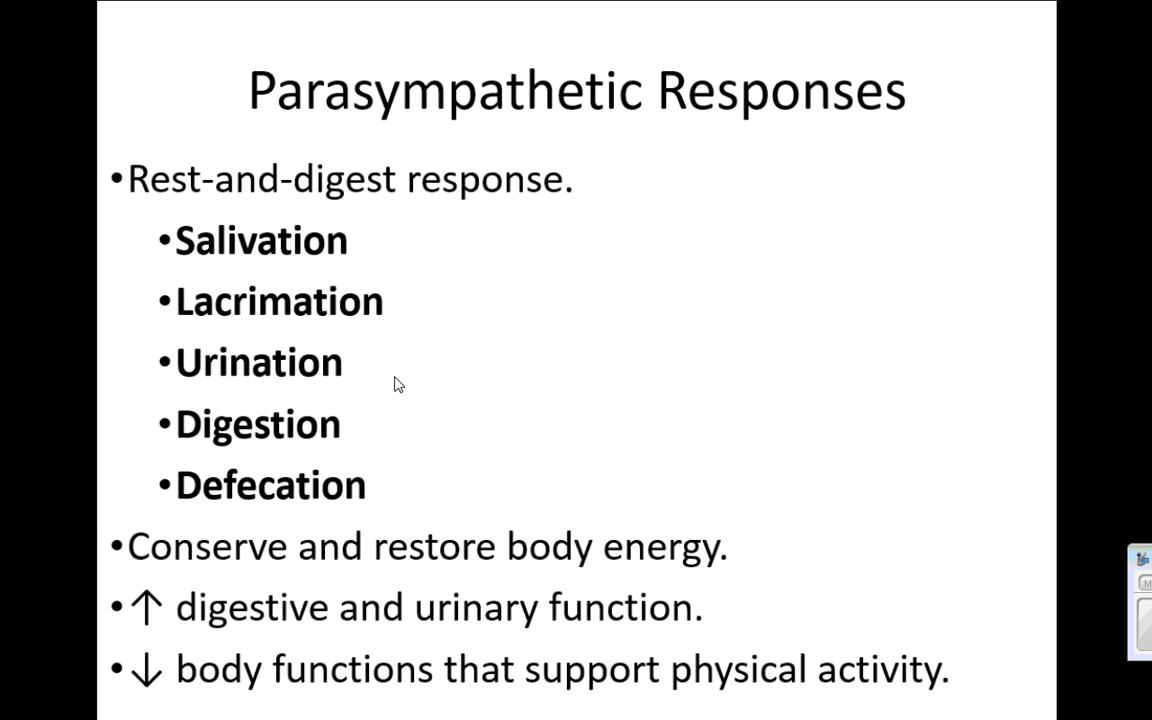 Parasympathetic Responses
•Rest-and-digest response.
•Salivation
•Lacrimation
•Urination
•Digestion
•Defecation
•Conserve and restore body energy.
•↑ digestive and urinary function.
•↓ body functions that support physical activity.
M